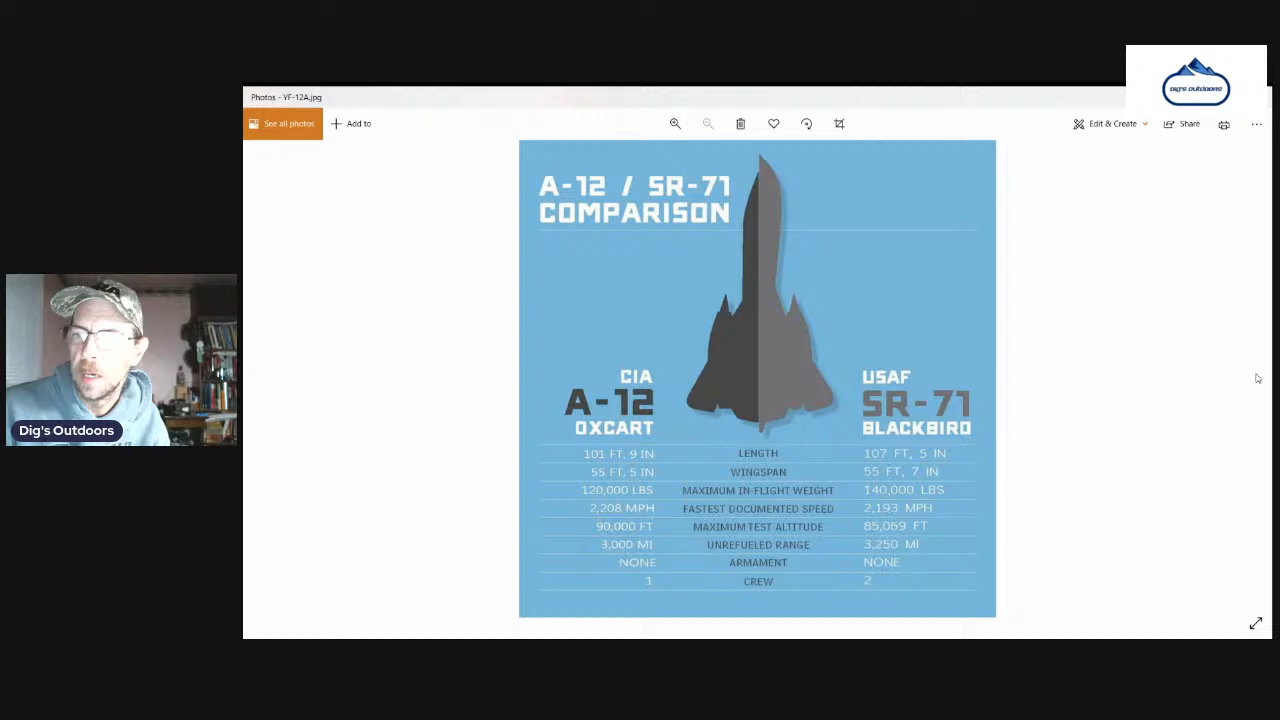 DIG'S OUTDOORS
Photos - YF-12A.jpg
See all photos
Add to
Edit & Create
Share
A-12 / SR-71
COMPARISON
CIA
A-12
OXCART
USAF
SR-71
BLACKBIRD
101 FT, 9 IN LENGTH 107 FT, 5 IN
55 FT, 5 IN WINGSPAN 55 FT, 7 IN
120,000 LBS MAXIMUM IN-FLIGHT WEIGHT 140,000 LBS
2,208 MPH FASTEST DOCUMENTED SPEED 2,193 MPH
90,000 FT MAXIMUM TEST ALTITUDE 85,069 FT
3,000 MI UNREFUELED RANGE 3,250 MI
NONE ARMAMENT NONE
1 CREW 2
Dig's Outdoors